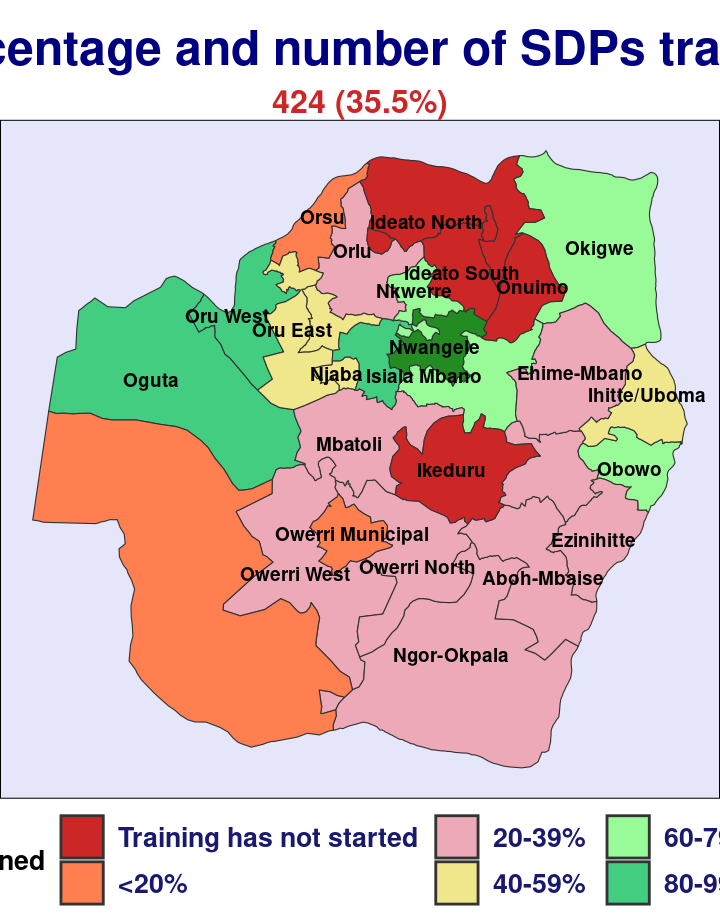 centage and number of SDPs tra
424 (35.5%)
Orsu
Ideato North
Orlu
Okigwe
Ideato South
Nkwerre
Onuimo
Oru West
Oru East
Nwangele
Oguta
Njaba
Isiala Mbano
Ehime-Mbano
Ihitte/Uboma
Mbatoli
Ikeduru
Obowo
Owerri Municipal
Ezinihitte
Owerri West
Owerri North
Aboh-Mbaise
Ngor-Okpala
ned
Training has not started
20-39%
60-79
<20%
40-59%
80-99